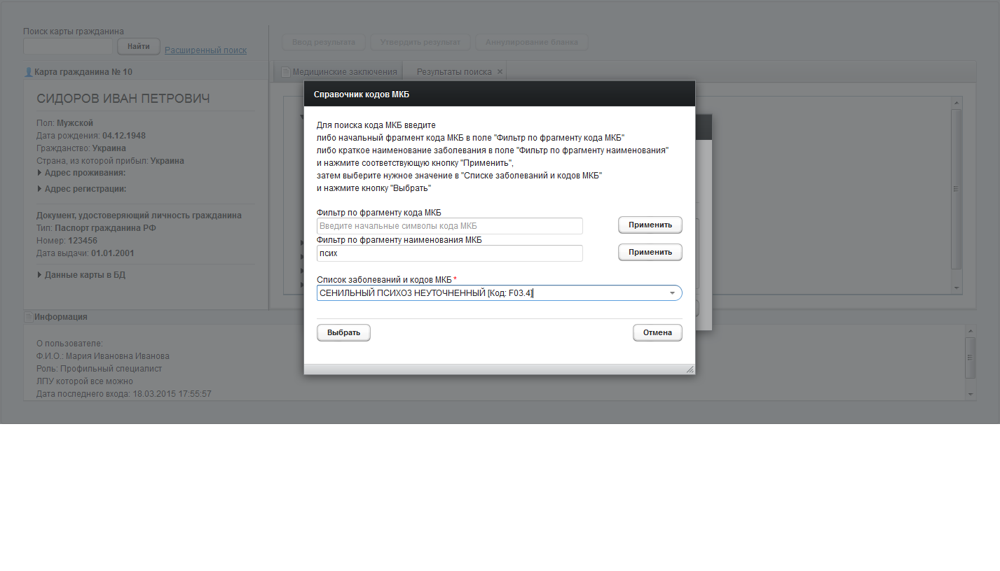 Поиск карты гражданина
Найти
Расширенный поиск
Ввод результата
Утвердить результат
Аннулирование бланка
Карта гражданина № 10
Медицинские заключения
Результаты поиска
СИДОРОВ ИВАН ПЕТРОВИЧ
Пол: Мужской
Дата рождения: 04.12.1948
Гражданство: Украина
Страна, из которой прибыл: Украина
Адрес проживания:
Адрес регистрации:
Документ, удостоверяющий личность гражданина
Тип: Паспорт гражданина РФ
Номер: 123456
Дата выдачи: 01.01.2001
Данные карты в БД
Справочник кодов МКБ
Для поиска кода МКБ введите
либо начальный фрагмент кода МКБ в поле "Фильтр по фрагменту кода МКБ"
либо краткое наименование заболевания в поле "Фильтр по фрагменту наименования"
и нажмите соответствующую кнопку "Применить",
затем выберите нужное значение в "Списке заболеваний и кодов МКБ"
и нажмите кнопку "Выбрать"
Фильтр по фрагменту кода МКБ
Введите начальные символы кода МКБ
Применить
Фильтр по фрагменту наименования МКБ
псих
Применить
Список заболеваний и кодов МКБ *
СЕНИЛЬНЫЙ ПСИХОЗ НЕУТОЧНЕННЫЙ [Код: F03.4]
Выбрать
Отмена
Информация
О пользователе:
Ф.И.О.: Мария Ивановна Иванова
Роль: Профильный специалист
ЛПУ которой все можно
Дата последнего входа: 18.03.2015 17:55:57